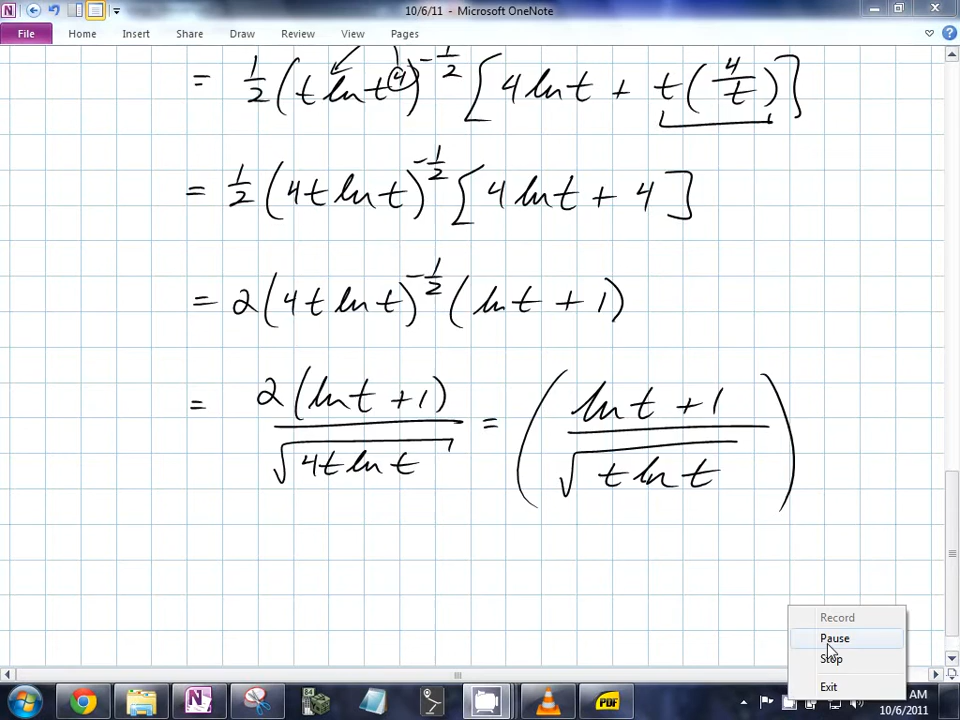 10/6/11 - Microsoft OneNote
File Home Insert Share Draw Review View Pages
= 1/2 (t ln t^4)^{-1/2} [4 ln t + t(4/t)]
= 1/2 (4t ln t)^{-1/2} [4 ln t + 4]
= 2(4t ln t)^{-1/2} (ln t + 1)
= 2(ln t + 1)/√(4t ln t) = (ln t + 1 / √(t ln t))
Record
Pause
Stop
Exit
AM
PDF
10/6/2011